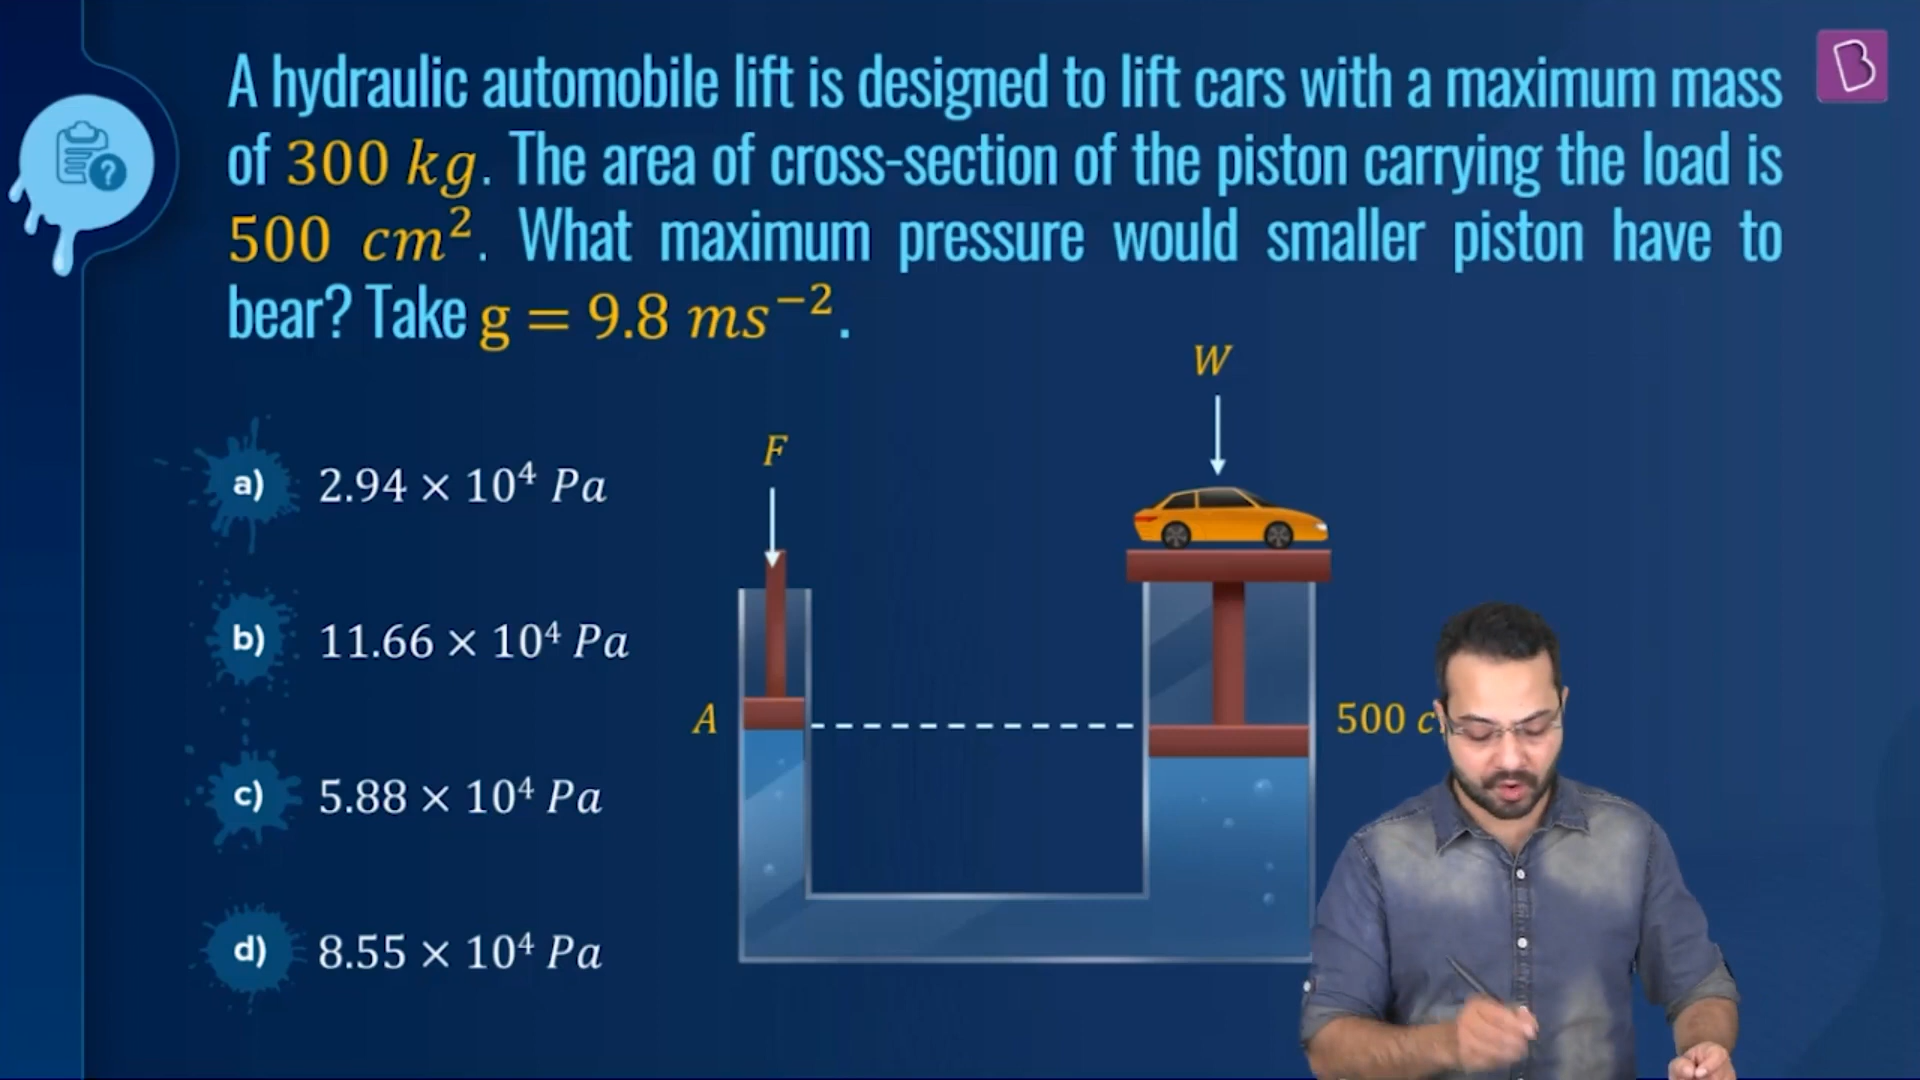 A hydraulic automobile lift is designed to lift cars with a maximum mass
of 300 kg. The area of cross-section of the piston carrying the load is
500 cm². What maximum pressure would smaller piston have to
bear? Take g = 9.8 ms⁻².
W
F
a) 2.94 × 10⁴ Pa
b) 11.66 × 10⁴ Pa
A
500 c
c) 5.88 × 10⁴ Pa
d) 8.55 × 10⁴ Pa